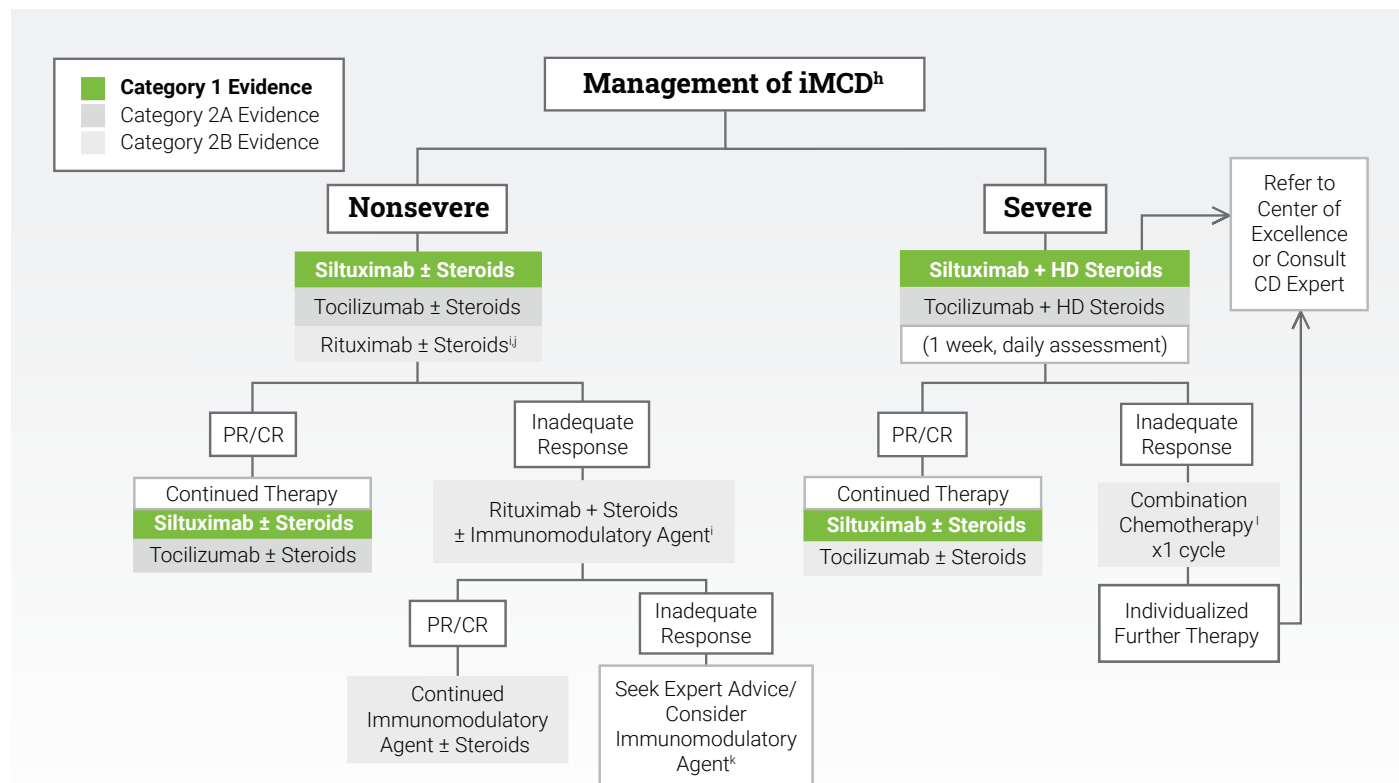 Category 1 Evidence
Category 2A Evidence
Category 2B Evidence
Management of iMCDʰ
Nonsevere
Siltuximab ± Steroids
Tocilizumab ± Steroids
Rituximab ± Steroidsⁱ,ʲ
PR/CR
Continued Therapy
Siltuximab ± Steroids
Tocilizumab ± Steroids
Inadequate
Response
Rituximab + Steroids
± Immunomodulatory Agentⁱ
PR/CR
Continued
Immunomodulatory
Agent ± Steroids
Inadequate
Response
Seek Expert Advice/
Consider
Immunomodulatory
Agentᵏ
Severe
Siltuximab + HD Steroids
Tocilizumab + HD Steroids
(1 week, daily assessment)
PR/CR
Continued Therapy
Siltuximab ± Steroids
Tocilizumab ± Steroids
Inadequate
Response
Combination
Chemotherapyˡ
x1 cycle
Individualized
Further Therapy
Refer to
Center of
Excellence
or Consult
CD Expert